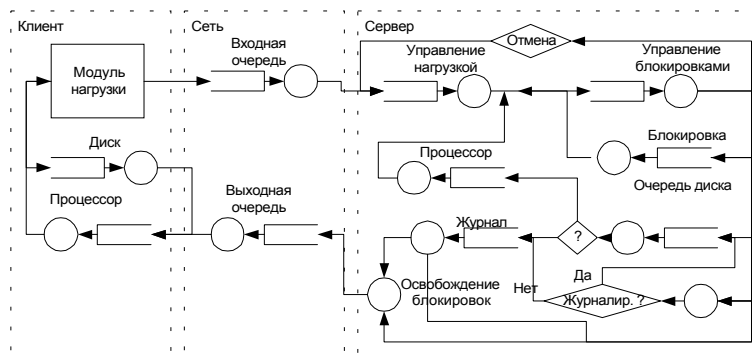 Клиент
Сеть
Сервер
Модуль
нагрузки
Входная
очередь
Управление
нагрузкой
Отмена
Управление
блокировками
Диск
Процессор
Выходная
очередь
Процессор
Блокировка
Очередь диска
Журнал
?
Освобождение
блокировок
Нет
Да
Журналир. ?